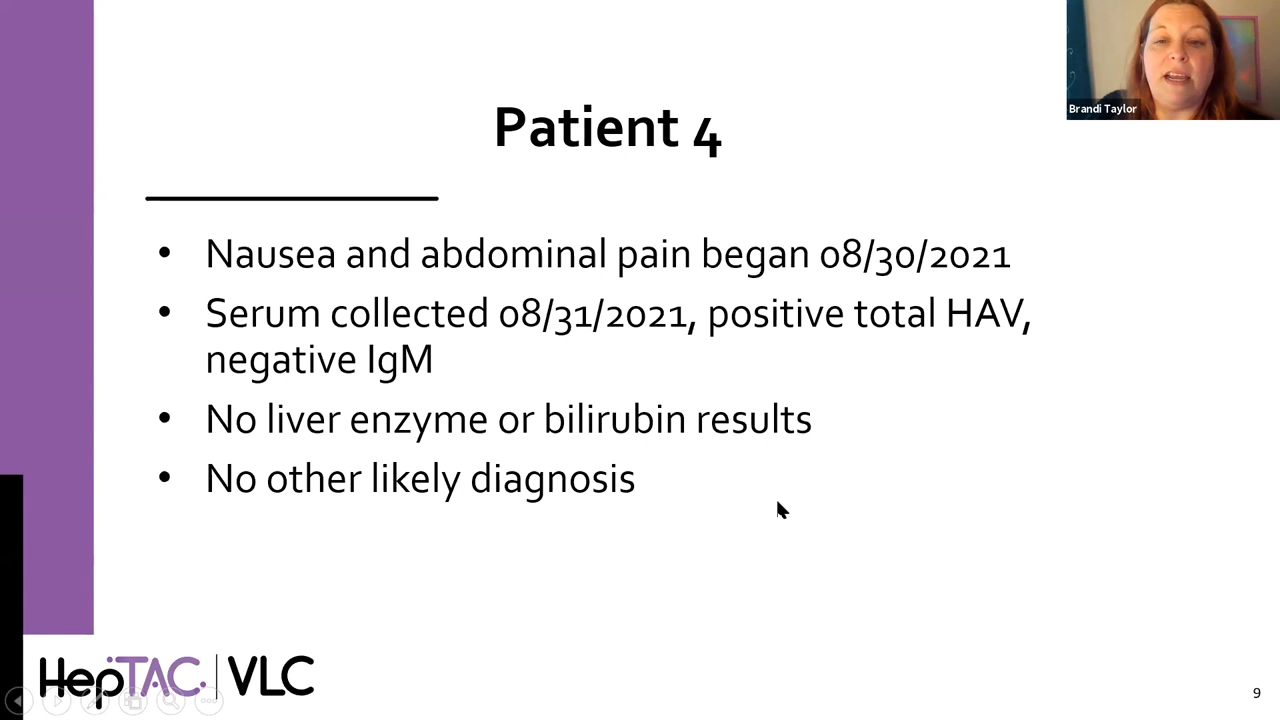 Brandi Taylor
Patient 4
• Nausea and abdominal pain began 08/30/2021
• Serum collected 08/31/2021, positive total HAV,
negative IgM
• No liver enzyme or bilirubin results
• No other likely diagnosis
HepTAC | VLC
9